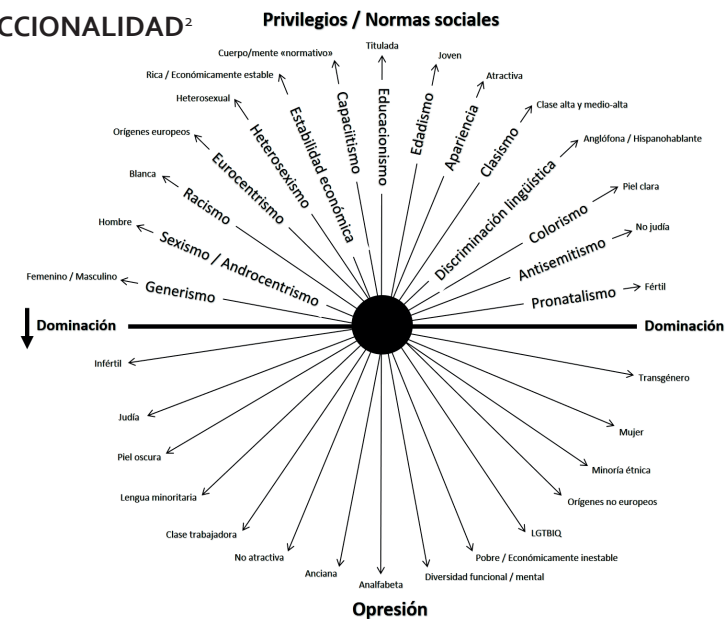 CCIONALIDAD²
Privilegios / Normas sociales
Titulada
Cuerpo/mente «normativo»
Joven
Rica / Económicamente estable
Atractiva
Heterosexual
Clase alta y medio-alta
Orígenes europeos
Anglófona / Hispanohablante
Blanca
Piel clara
Hombre
No judía
Femenino / Masculino
Fértil
Generismo
Sexismo / Androcentrismo
Racismo
Eurocentrismo
Heterosexismo
Estabilidad económica
Capaciitismo
Educacionismo
Edadismo
Apariencia
Clasismo
Discriminación lingüística
Colorismo
Antisemitismo
Pronatalismo
Dominación
Dominación
Infértil
Transgénero
Judía
Mujer
Piel oscura
Minoría étnica
Lengua minoritaria
Orígenes no europeos
Clase trabajadora
LGTBIQ
No atractiva
Pobre / Económicamente inestable
Anciana
Diversidad funcional / mental
Analfabeta
Opresión